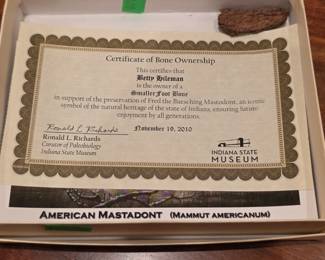 Certificate of Bone Ownership
This certifies that
Betty Hileman
is the owner of a
Smaller Foot Bone
in support of the preservation of Fred the Buesching Mastodont, an iconic
symbol of the natural heritage of the state of Indiana, ensuring future
enjoyment by all generations.
Ronald L. Richards
Ronald L. Richards
Curator of Paleobiology
Indiana State Museum
November 19, 2010
INDIANA STATE
MUSEUM
AMERICAN MASTADONT (MAMMUT AMERICANUM)